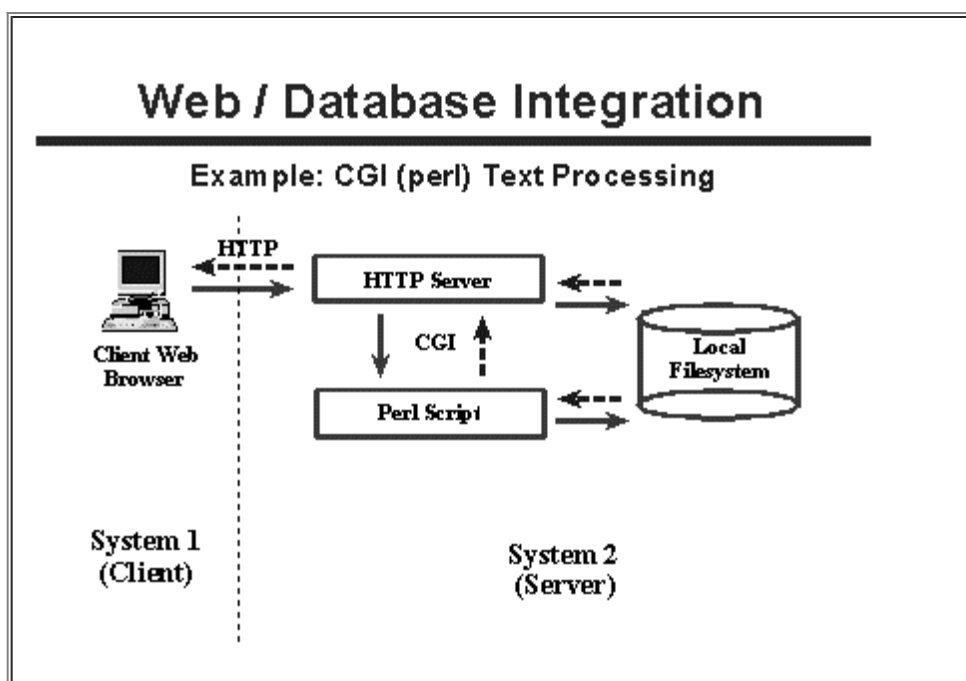 Web / Database Integration
Example: CGI (perl) Text Processing
HTTP
HTTP Server
Client Web
Browser
CGI
Local
Filesystem
Perl Script
System 1
(Client)
System 2
(Server)